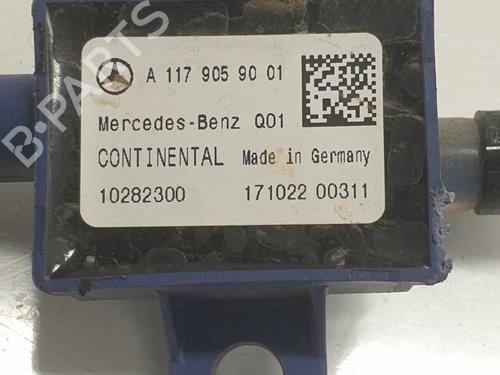 A 117 905 90 01
Mercedes-Benz Q01
CONTINENTAL Made in Germany
10282300 171022 00311
B-PARTS